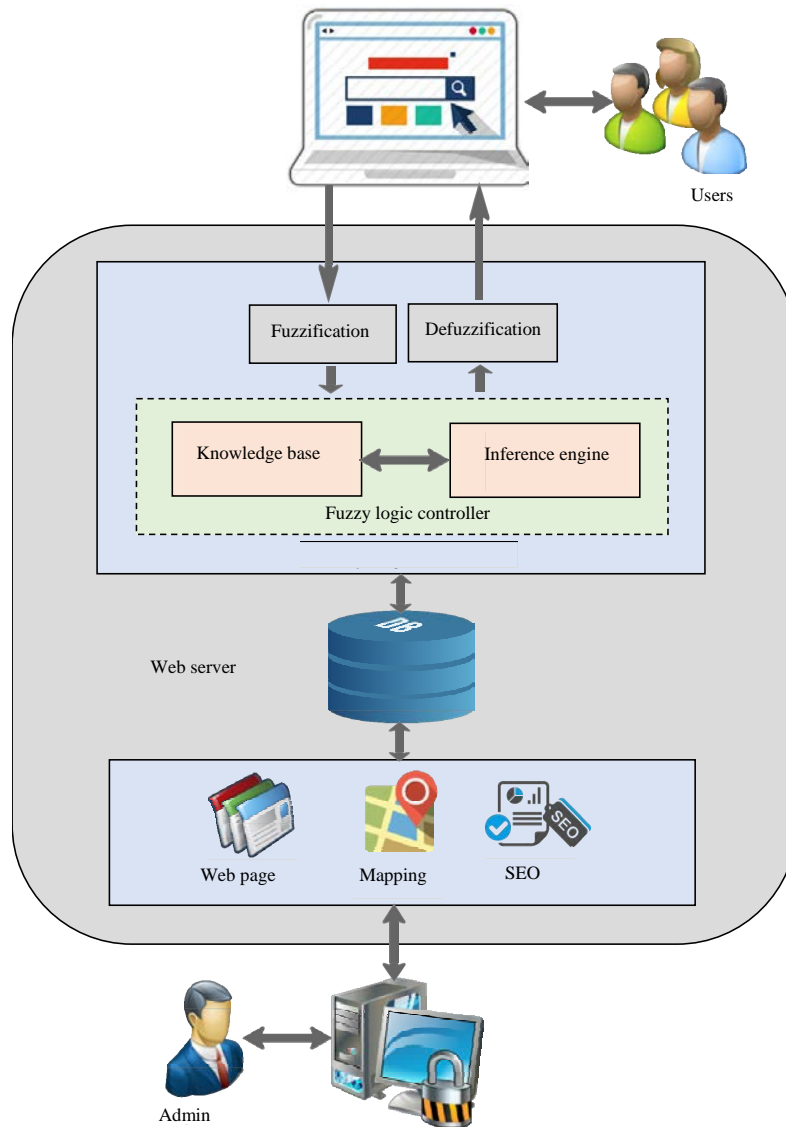 Users
Fuzzification
Defuzzification
Knowledge base
Inference engine
Fuzzy logic controller
DB
Web server
SEO
Web page
Mapping
SEO
Admin